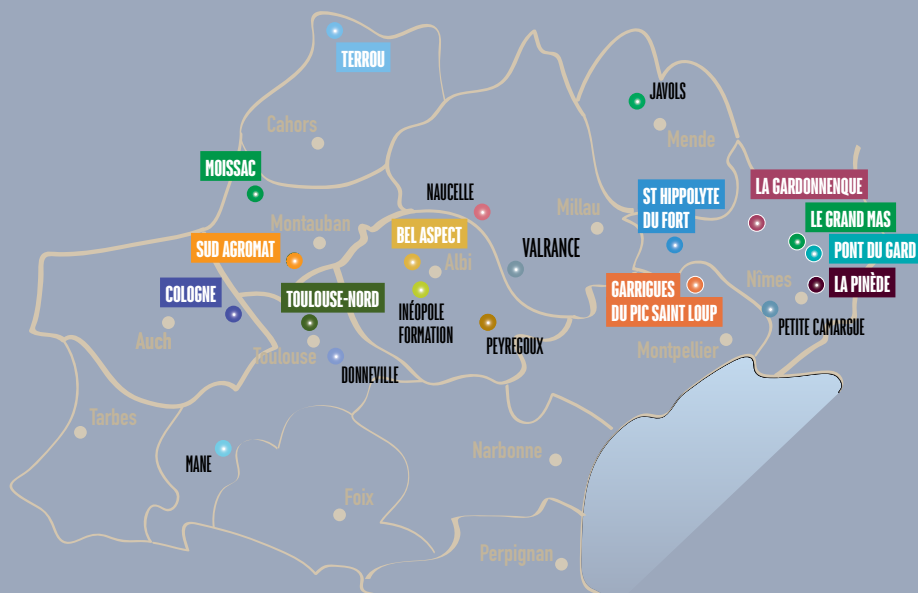 TERROU
JAVOLS
Cahors
Mende
MOISSAC
LA GARDONNENQUE
NAUCELLE
ST HIPPOLYTE
DU FORT
Millau
LE GRAND MAS
Montauban
BEL ASPECT
SUD AGROMAT
VALRANCE
PONT DU GARD
Albi
Nîmes
LA PINÈDE
COLOGNE
TOULOUSE-NORD
GARRIGUES
DU PIC SAINT LOUP
INÉOPOLE
FORMATION
PETITE CAMARGUE
Auch
Toulouse
PEYREGOUX
Montpellier
DONNEVILLE
Tarbes
MANE
Narbonne
Foix
Perpignan